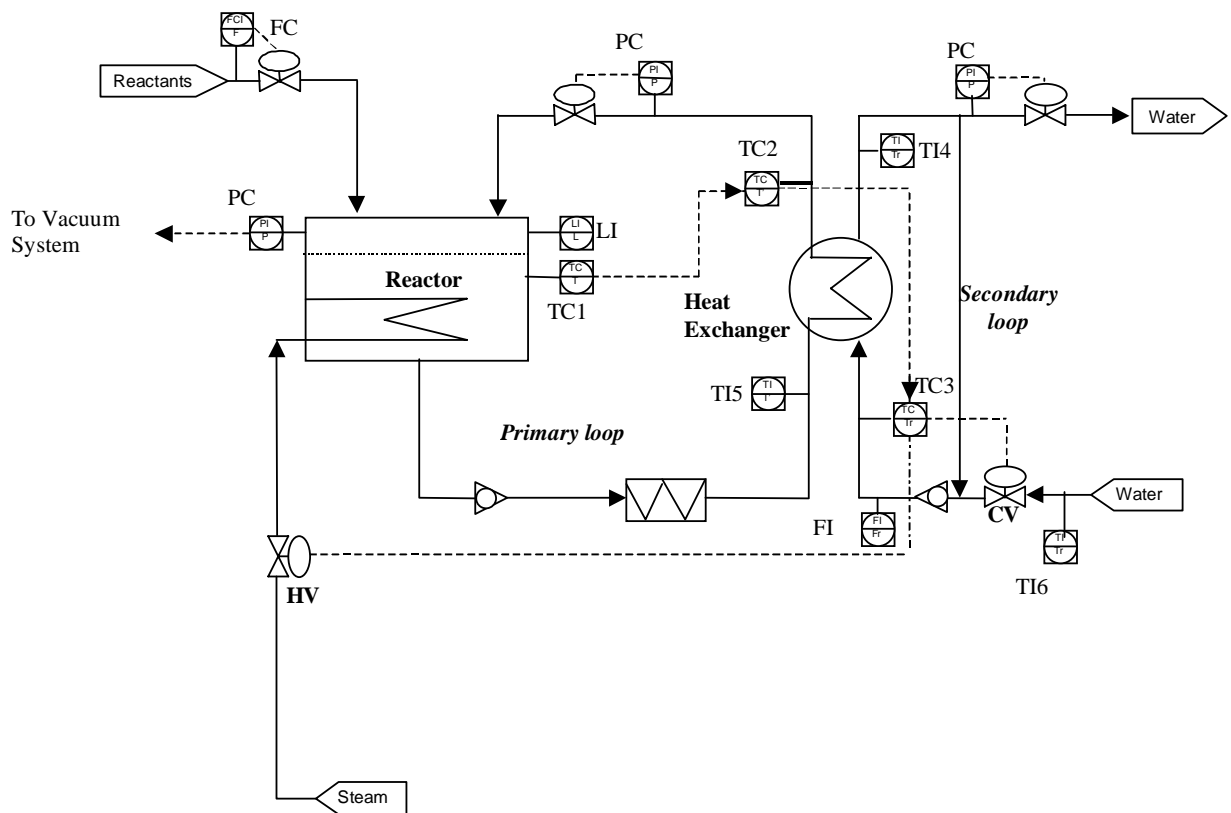 FCI
F
FC
Reactants
PC
PI
P
PC
PI
P
Water
TC2
TC
T
TI
Tr
TI4
PC
To Vacuum
System
PI
P
LI
L
LI
TC
T
TC1
Reactor
Heat
Exchanger
Secondary
loop
TI5
TI
I
TC3
TC
Tr
Primary loop
Water
CV
FI
FI
Fr
TI
Tr
TI6
HV
Steam